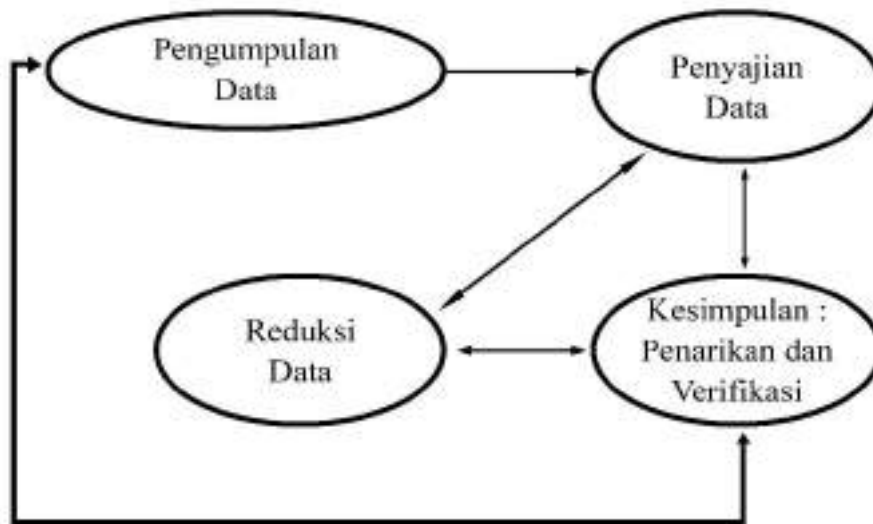 Pengumpulan
Data
Penyajian
Data
Reduksi
Data
Kesimpulan :
Penarikan dan
Verifikasi